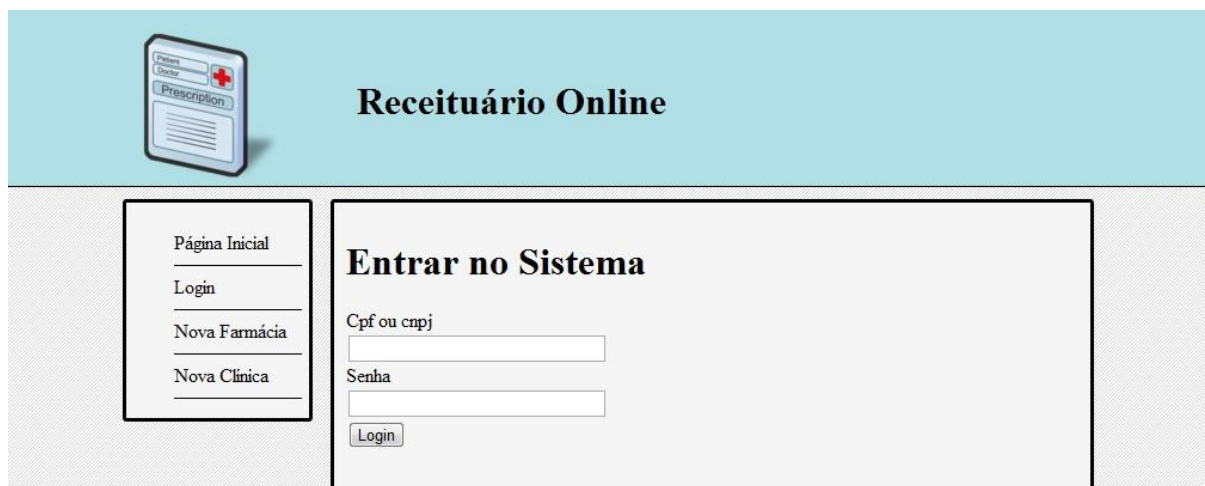 Patient
Doctor
Prescription
Receituário Online
Página Inicial
Login
Nova Farmácia
Nova Clínica
Entrar no Sistema
Cpf ou cnpj
Senha
Login